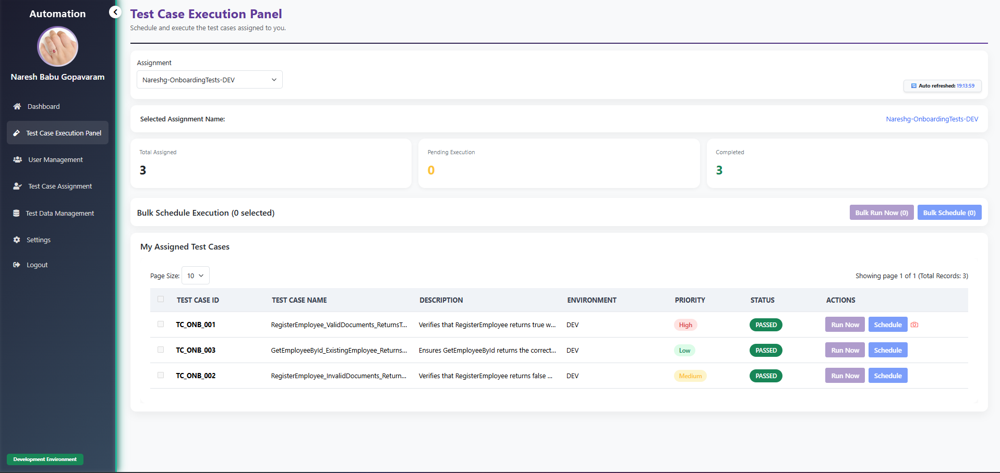 Automation
Naresh Babu Gopavaram
Dashboard
Test Case Execution Panel
User Management
Test Case Assignment
Test Data Management
Settings
Logout
Development Environment
Test Case Execution Panel
Schedule and execute the test cases assigned to you.
Assignment
Nareshg-OnboardingTests-DEV
Auto refreshed: 19:13:59
Selected Assignment Name: Nareshg-OnboardingTests-DEV
Total Assigned
3
Pending Execution
0
Completed
3
Bulk Schedule Execution (0 selected) Bulk Run Now (0) Bulk Schedule (0)
My Assigned Test Cases
Page Size: 10 Showing page 1 of 1 (Total Records: 3)
TEST CASE ID TEST CASE NAME DESCRIPTION ENVIRONMENT PRIORITY STATUS ACTIONS
TC_ONB_001 RegisterEmployee_ValidDocuments_ReturnsT... Verifies that RegisterEmployee returns true w... DEV High PASSED Run Now Schedule
TC_ONB_003 GetEmployeeById_ExistingEmployee_Returns... Ensures GetEmployeeById returns the correct... DEV Low PASSED Run Now Schedule
TC_ONB_002 RegisterEmployee_InvalidDocuments_Return... Verifies that RegisterEmployee returns false ... DEV Medium PASSED Run Now Schedule